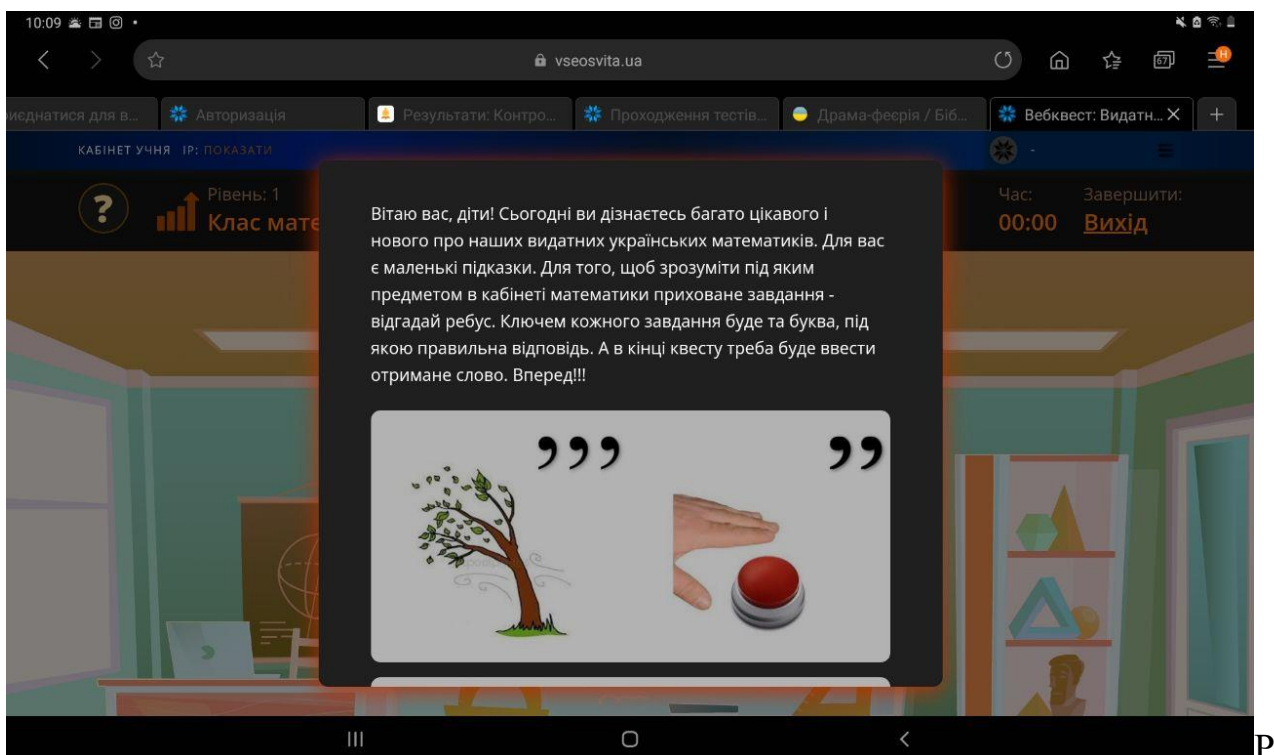 10:09
vseosvita.ua
67
Н
иєднатися для в...
Авторизація
Результати: Контро...
Проходження тестів...
Драма-феєрія / Біб...
Вебквест: Видатн...
КАБІНЕТ УЧНЯ IP: ПОКАЗАТИ
?
Рівень: 1
Клас мате
Час:
00:00
Завершити:
Вихід
Вітаю вас, діти! Сьогодні ви дізнаєтесь багато цікавого і
нового про наших видатних українських математиків. Для вас
є маленькі підказки. Для того, щоб зрозуміти під яким
предметом в кабінеті математики приховане завдання -
відгадай ребус. Ключем кожного завдання буде та буква, під
якою правильна відповідь. А в кінці квесту треба буде ввести
отримане слово. Вперед!!!
,,, ,,
Р